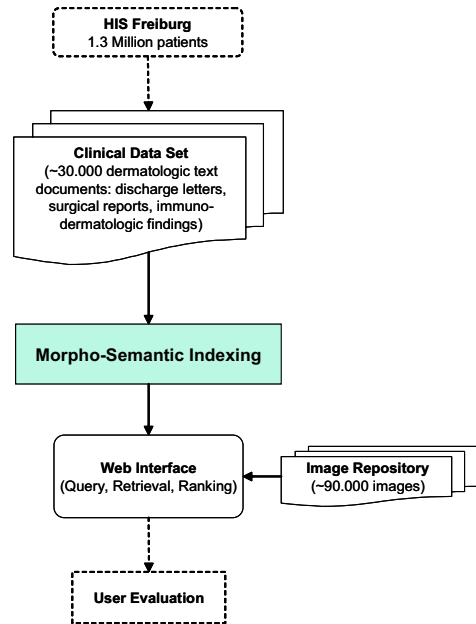 HIS Freiburg
1.3 Million patients
Clinical Data Set
(~30.000 dermatologic text
documents: discharge letters,
surgical reports, immuno-
dermatologic findings)
Morpho-Semantic Indexing
Web Interface
(Query, Retrieval, Ranking)
Image Repository
(~90.000 images)
User Evaluation